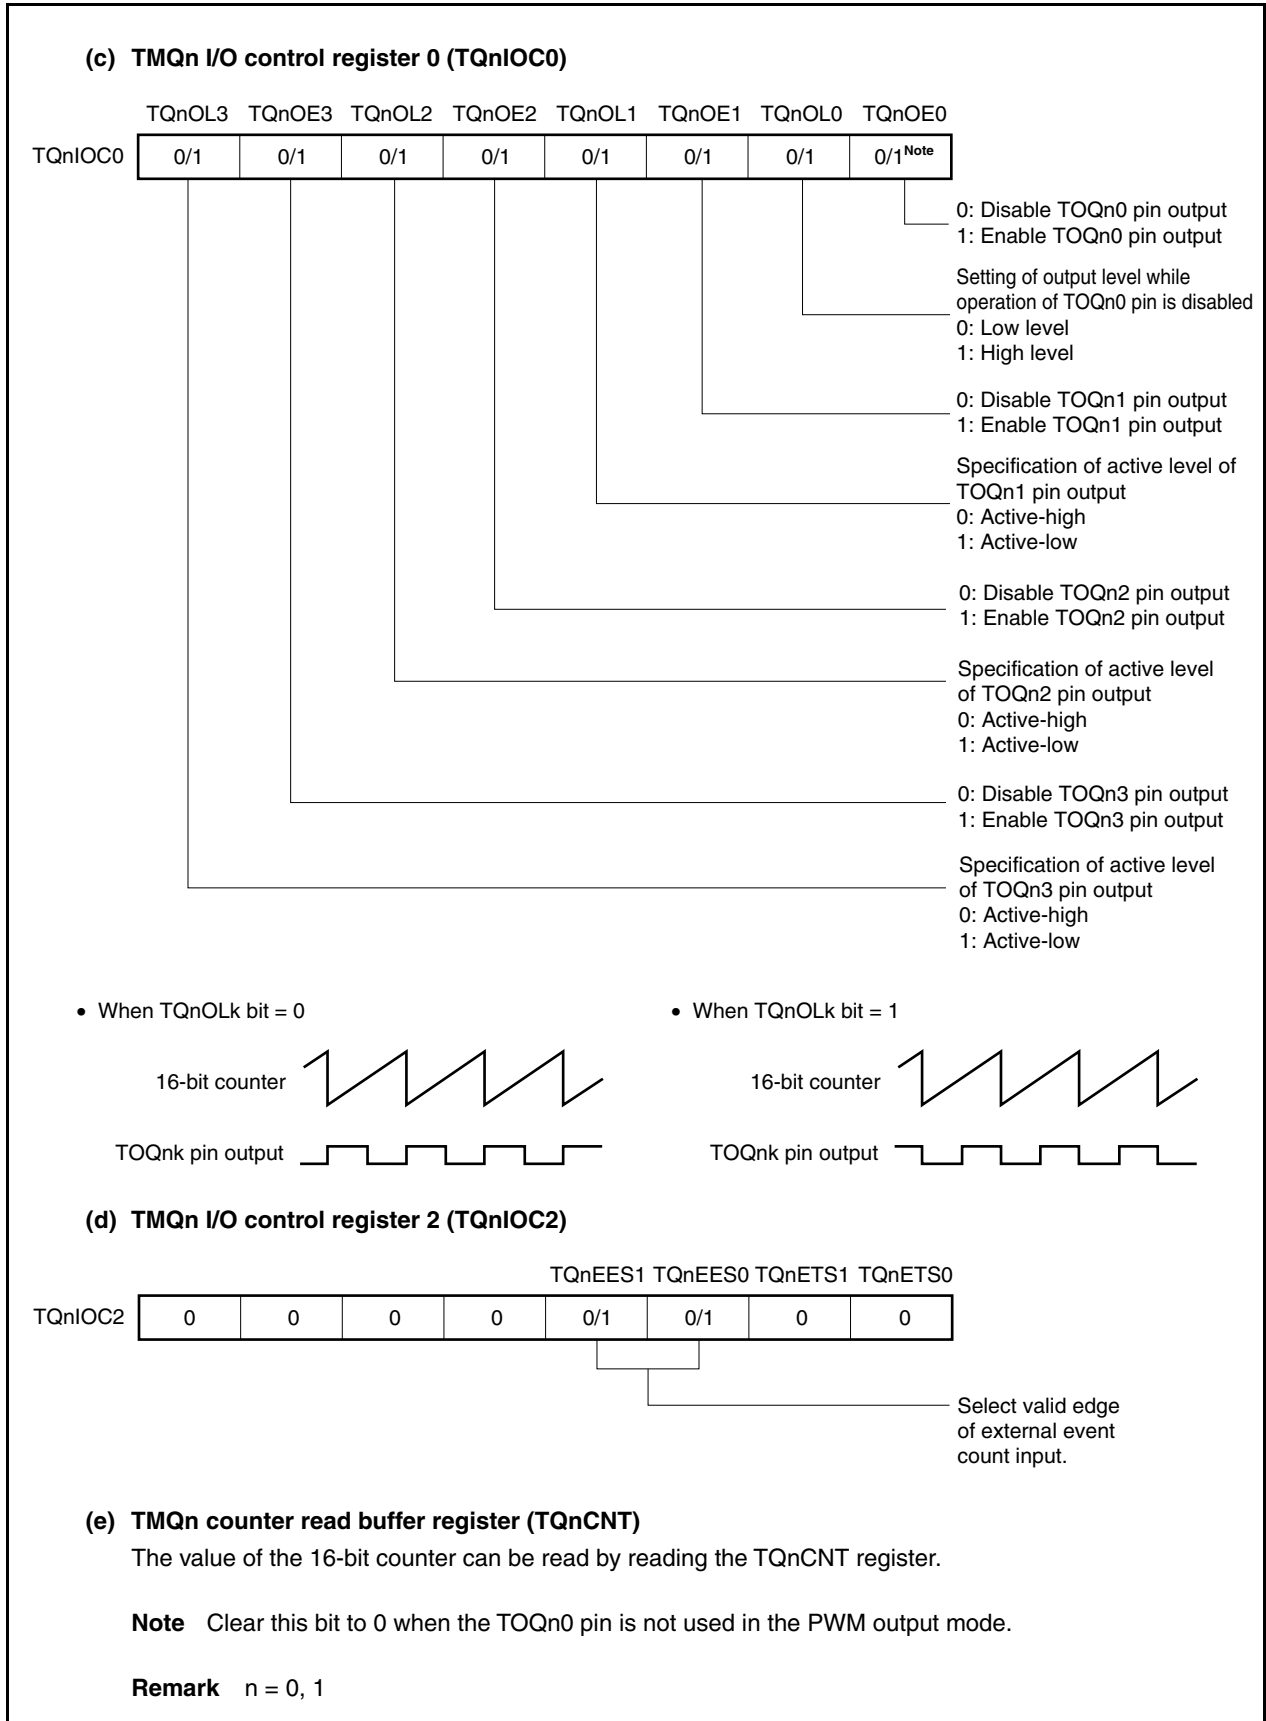 (c) TMQn I/O control register 0 (TQnIOC0)
TQnOL3 TQnOE3 TQnOL2 TQnOE2 TQnOL1 TQnOE1 TQnOL0 TQnOE0
TQnIOC0 0/1 0/1 0/1 0/1 0/1 0/1 0/1 0/1Note
0: Disable TOQn0 pin output
1: Enable TOQn0 pin output
Setting of output level while
operation of TOQn0 pin is disabled
0: Low level
1: High level
0: Disable TOQn1 pin output
1: Enable TOQn1 pin output
Specification of active level of
TOQn1 pin output
0: Active-high
1: Active-low
0: Disable TOQn2 pin output
1: Enable TOQn2 pin output
Specification of active level
of TOQn2 pin output
0: Active-high
1: Active-low
0: Disable TOQn3 pin output
1: Enable TOQn3 pin output
Specification of active level
of TOQn3 pin output
0: Active-high
1: Active-low
• When TQnOLk bit = 0
16-bit counter
TOQnk pin output
• When TQnOLk bit = 1
16-bit counter
TOQnk pin output
(d) TMQn I/O control register 2 (TQnIOC2)
TQnEES1 TQnEES0 TQnETS1 TQnETS0
TQnIOC2 0 0 0 0 0/1 0/1 0 0
Select valid edge
of external event
count input.
(e) TMQn counter read buffer register (TQnCNT)
The value of the 16-bit counter can be read by reading the TQnCNT register.
Note Clear this bit to 0 when the TOQn0 pin is not used in the PWM output mode.
Remark n = 0, 1